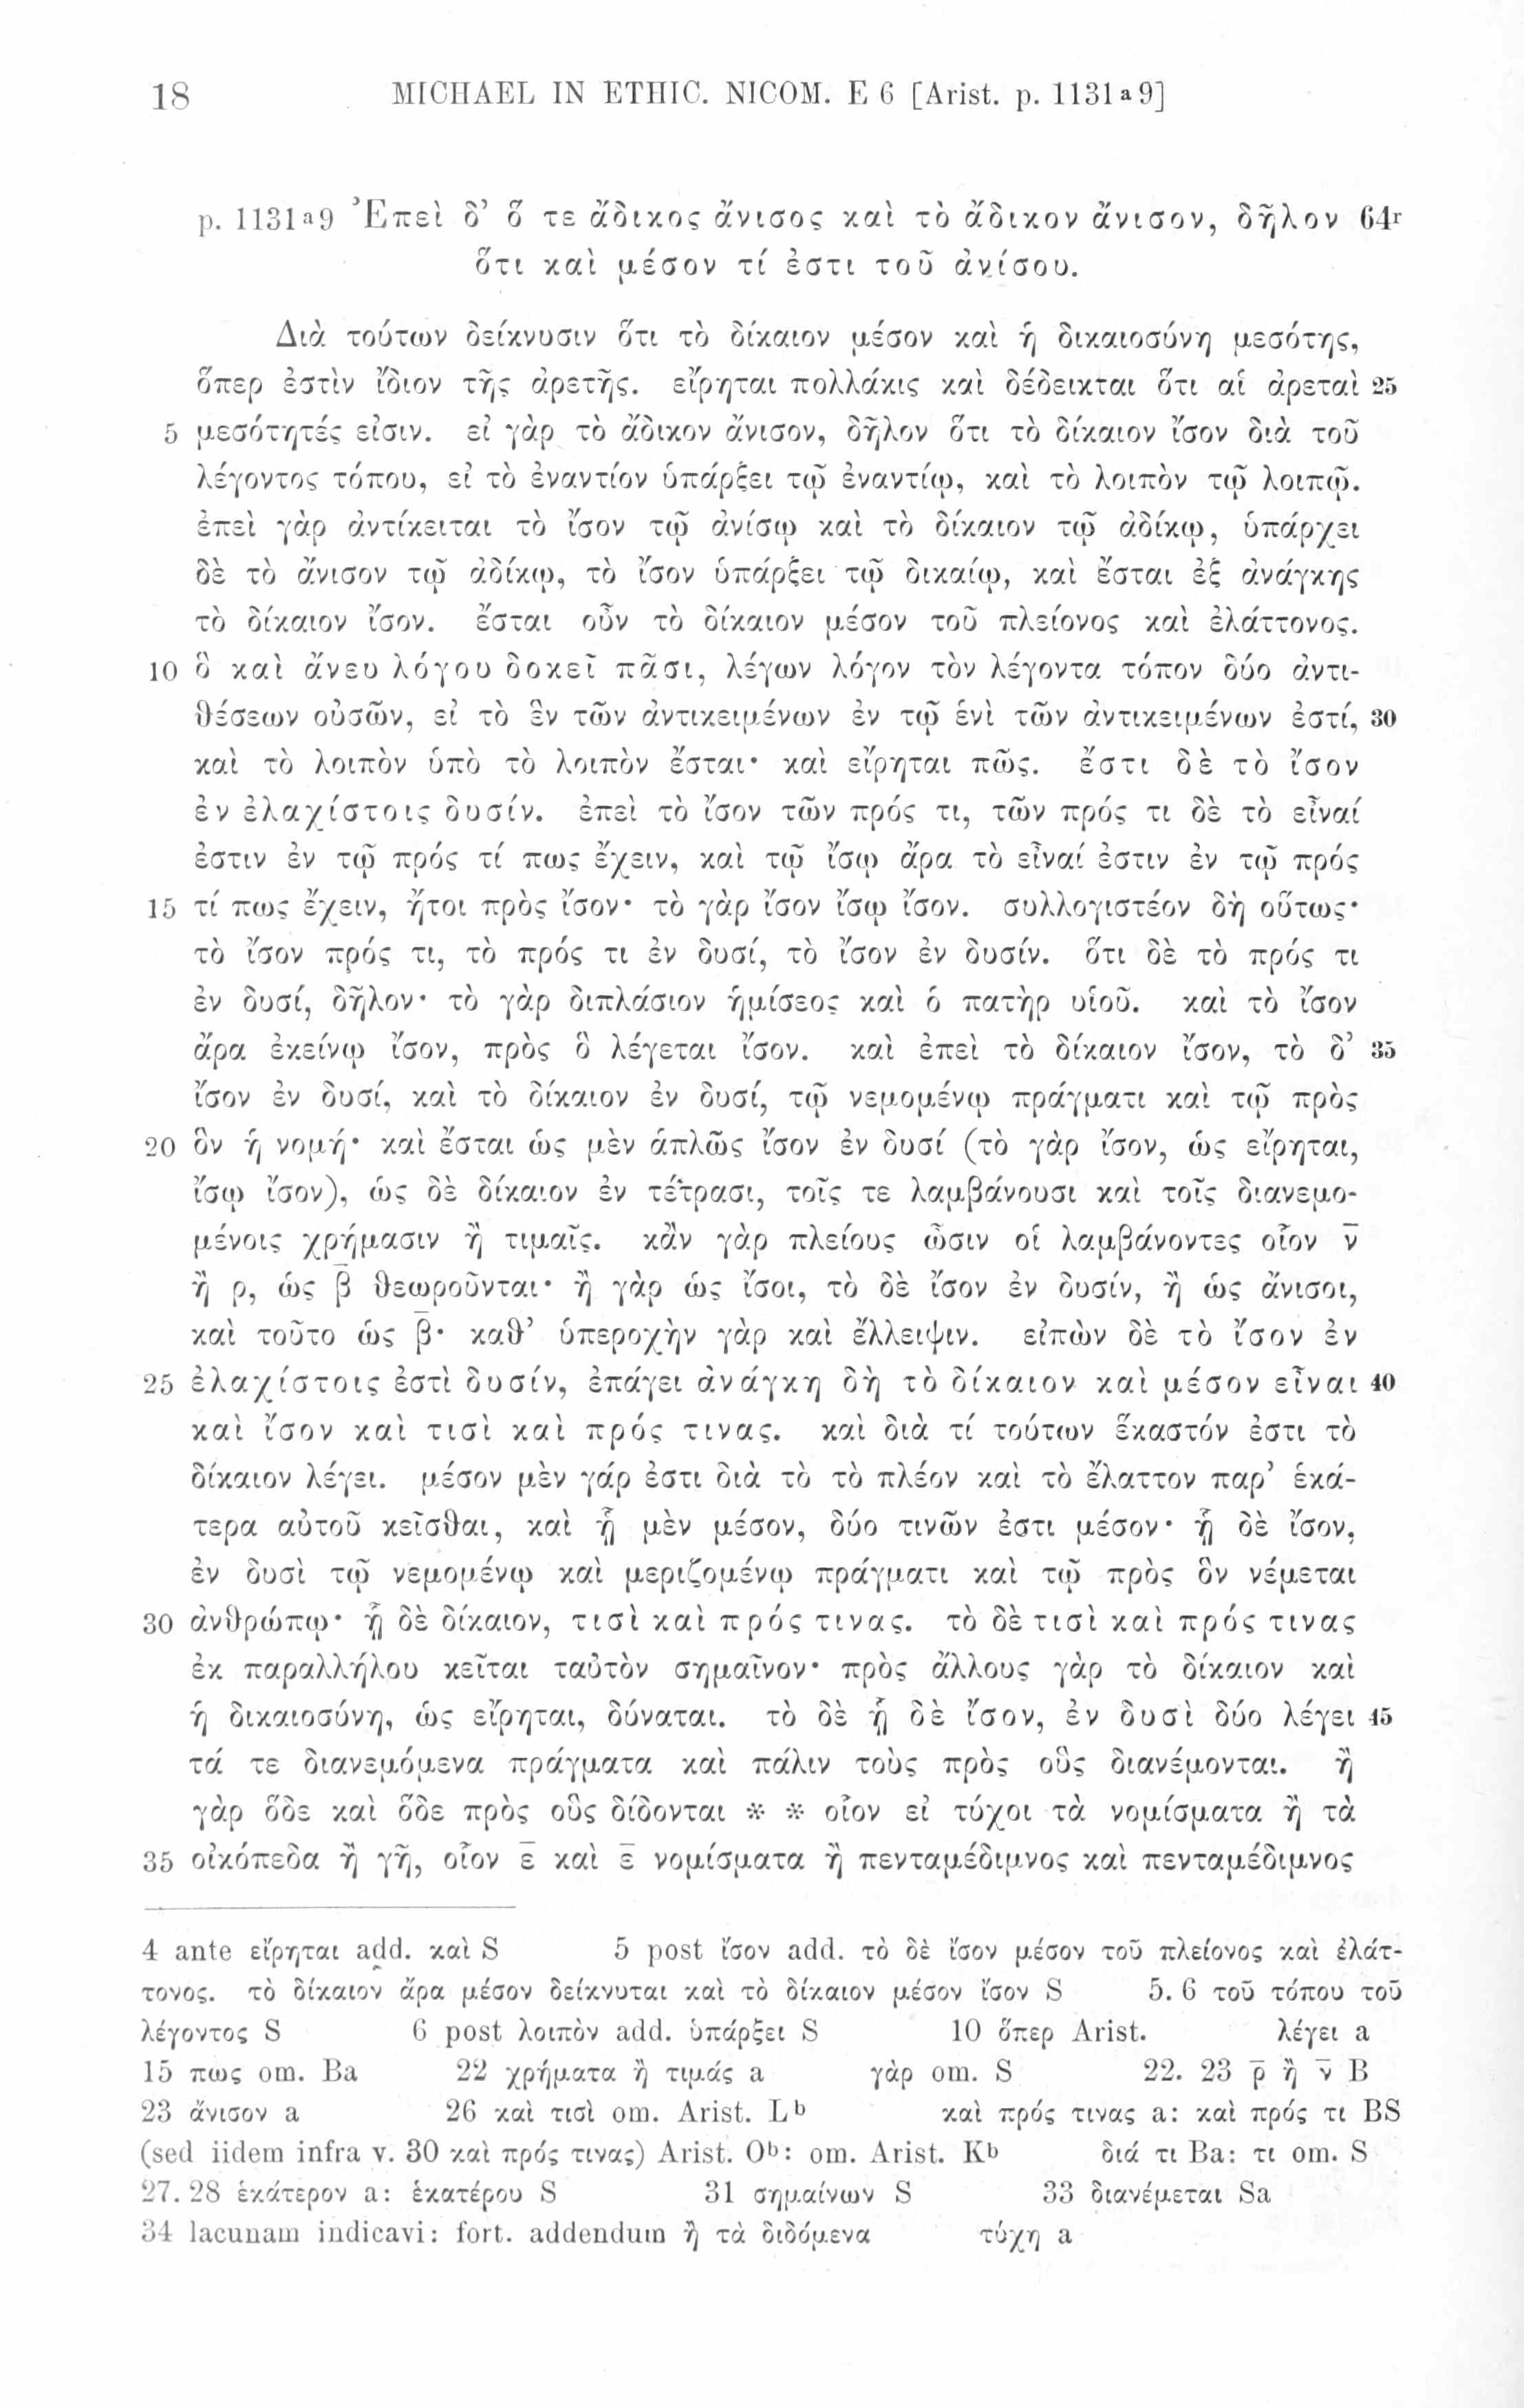 18 MICHAEL IN ETHIC. NICOM. E 6 [Arist. p. 1131 a 9]
p. 1131 a 9 Ἐπεὶ δ’ ὅ τε ἄδικος ἄνισος καὶ τὸ ἄδικον ἄνισον, δῆλον 64r
ὅτι καὶ μέσον τί ἐστι τοῦ ἀνίσου.
Διὰ τούτων δείκνυσιν ὅτι τὸ δίκαιον μέσον καὶ ἡ δικαιοσύνη μεσότης,
ὅπερ ἐστὶν ἴδιον τῆς ἀρετῆς. εἴρηται πολλάκις καὶ δέδεικται ὅτι αἱ ἀρεταὶ 25
5 μεσότητές εἰσιν. εἰ γὰρ τὸ ἄδικον ἄνισον, δῆλον ὅτι τὸ δίκαιον ἴσον διὰ τοῦ
λέγοντος τόπου, εἰ τὸ ἐναντίον ὑπάρξει τῷ ἐναντίῳ, καὶ τὸ λοιπὸν τῷ λοιπῷ.
ἐπεὶ γὰρ ἀντίκειται τὸ ἴσον τῷ ἀνίσῳ καὶ τὸ δίκαιον τῷ ἀδίκῳ, ὑπάρχει
δὲ τὸ ἄνισον τῷ ἀδίκῳ, τὸ ἴσον ὑπάρξει τῷ δικαίῳ, καὶ ἔσται ἐξ ἀνάγκης
τὸ δίκαιον ἴσον. ἔσται οὖν τὸ δίκαιον μέσον τοῦ πλείονος καὶ ἐλάττονος.
10 ὃ καὶ ἄνευ λόγου δοκεῖ πᾶσι, λέγων λόγον τὸν λέγοντα τόπον δύο ἀντι-
θέσεων οὐσῶν, εἰ τὸ ἓν τῶν ἀντικειμένων ἐν τῷ ἑνὶ τῶν ἀντικειμένων ἐστί, 30
καὶ τὸ λοιπὸν ὑπὸ τὸ λοιπὸν ἔσται· καὶ εἴρηται πῶς. ἔστι δὲ τὸ ἴσον
ἐν ἐλαχίστοις δυσίν. ἐπεὶ τὸ ἴσον τῶν πρός τι, τῶν πρός τι δὲ τὸ εἶναί
ἐστιν ἐν τῷ πρός τί πως ἔχειν, καὶ τῷ ἴσῳ ἄρα τὸ εἶναί ἐστιν ἐν τῷ πρός
15 τί πως ἔχειν, ἤτοι πρὸς ἴσον· τὸ γὰρ ἴσον ἴσῳ ἴσον. συλλογιστέον δὴ οὕτως·
τὸ ἴσον πρός τι, τὸ πρός τι ἐν δυσί, τὸ ἴσον ἐν δυσίν. ὅτι δὲ τὸ πρός τι
ἐν δυσί, δῆλον· τὸ γὰρ διπλάσιον ἡμίσεος καὶ ὁ πατὴρ υἱοῦ. καὶ τὸ ἴσον
ἄρα ἐκείνῳ ἴσον, πρὸς ὃ λέγεται ἴσον. καὶ ἐπεὶ τὸ δίκαιον ἴσον, τὸ δ’ 35
ἴσον ἐν δυσί, καὶ τὸ δίκαιον ἐν δυσί, τῷ νεμομένῳ πράγματι καὶ τῷ πρὸς
20 ὃν ἡ νομή· καὶ ἔσται ὡς μὲν ἁπλῶς ἴσον ἐν δυσί (τὸ γὰρ ἴσον, ὡς εἴρηται,
ἴσῳ ἴσον), ὡς δὲ δίκαιον ἐν τέτρασι, τοῖς τε λαμβάνουσι καὶ τοῖς διανεμο-
μένοις χρήμασιν ἢ τιμαῖς. κἂν γὰρ πλείους ὦσιν οἱ λαμβάνοντες οἷον ν̄
ἢ ρ, ὡς β̄ θεωροῦνται· ἢ γὰρ ὡς ἴσοι, τὸ δὲ ἴσον ἐν δυσίν, ἢ ὡς ἄνισοι,
καὶ τοῦτο ὡς β̄· καθ’ ὑπεροχὴν γὰρ καὶ ἔλλειψιν. εἰπὼν δὲ τὸ ἴσον ἐν
25 ἐλαχίστοις ἐστὶ δυσίν, ἐπάγει ἀνάγκη δὴ τὸ δίκαιον καὶ μέσον εἶναι 40
καὶ ἴσον καὶ τισὶ καὶ πρός τινας. καὶ διὰ τί τούτων ἕκαστόν ἐστι τὸ
δίκαιον λέγει. μέσον μὲν γάρ ἐστι διὰ τὸ τὸ πλέον καὶ τὸ ἔλαττον παρ’ ἑκά-
τερα αὐτοῦ κεῖσθαι, καὶ ᾗ μὲν μέσον, δύο τινῶν ἐστι μέσον· ᾗ δὲ ἴσον,
ἐν δυσὶ τῷ νεμομένῳ καὶ μεριζομένῳ πράγματι καὶ τῷ πρὸς ὃν νέμεται
30 ἀνθρώπῳ· ᾗ δὲ δίκαιον, τισὶ καὶ πρός τινας. τὸ δὲ τισὶ καὶ πρός τινας
ἐκ παραλλήλου κεῖται ταὐτὸν σημαῖνον· πρὸς ἄλλους γὰρ τὸ δίκαιον καὶ
ἡ δικαιοσύνη, ὡς εἴρηται, δύναται. τὸ δὲ ᾗ δὲ ἴσον, ἐν δυσὶ δύο λέγει 45
τά τε διανεμόμενα πράγματα καὶ πάλιν τοὺς πρὸς οὓς διανέμονται. ἢ
γὰρ ὅδε καὶ ὅδε πρὸς οὓς δίδονται * * οἷον εἰ τύχοι τὰ νομίσματα ἢ τὰ
35 οἰκόπεδα ἢ γῆ, οἷον ε̄ καὶ ε̄ νομίσματα ἢ πενταμέδιμνος καὶ πενταμέδιμνος
4 ante εἴρηται add. καὶ S 5 post ἴσον add. τὸ δὲ ἴσον μέσον τοῦ πλείονος καὶ ἐλάτ-
τονος. τὸ δίκαιον ἄρα μέσον δείκνυται καὶ τὸ δίκαιον μέσον ἴσον S 5. 6 τοῦ τόπου τοῦ
λέγοντος S 6 post λοιπὸν add. ὑπάρξει S 10 ὅπερ Arist. λέγει a
15 πως om. Ba 22 χρήματα ἢ τιμάς a γὰρ om. S 22. 23 ρ̄ ἢ ν̄ B
23 ἄνισον a 26 καὶ τισὶ om. Arist. Lb καὶ πρός τινας a: καὶ πρός τι BS
(sed iidem infra v. 30 καὶ πρός τινας) Arist. Ob: om. Arist. Kb διά τι Ba: τι om. S
27. 28 ἑκάτερον a: ἑκατέρου S 31 σημαίνων S 33 διανέμεται Sa
34 lacunam indicavi: fort. addendum ἢ τὰ διδόμενα τύχῃ a